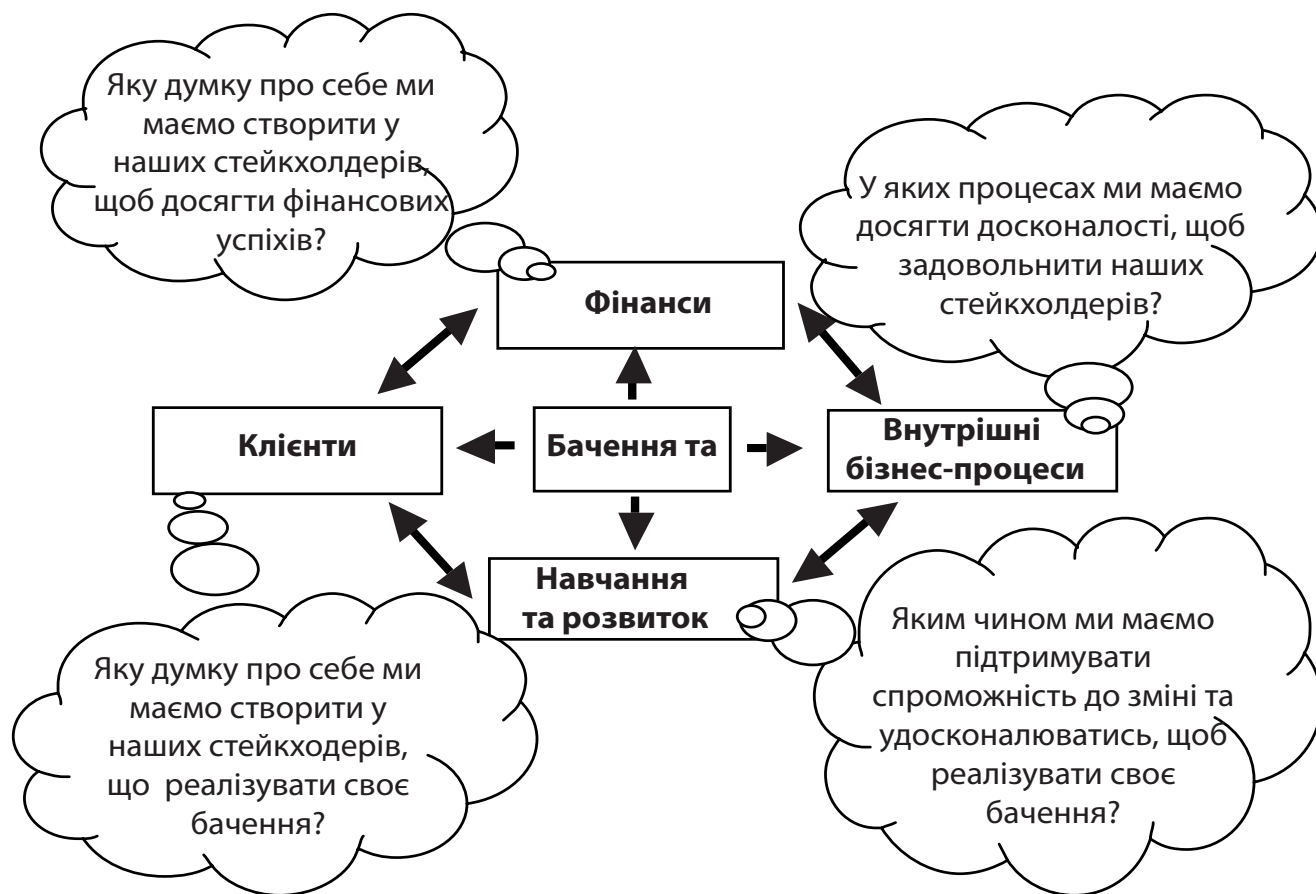 Яку думку про себе ми
маємо створити у
наших стейкхолдерів,
щоб досягти фінансових
успіхів?
У яких процесах ми маємо
досягти досконалості, щоб
задовольнити наших
стейкхолдерів?
Фінанси
Клієнти
Бачення та
Внутрішні
бізнес-процеси
Навчання
та розвиток
Яку думку про себе ми
маємо створити у
наших стейкходерів,
що реалізувати своє
бачення?
Яким чином ми маємо
підтримувати
спроможність до зміні та
удосконалюватись, щоб
реалізувати своє
бачення?